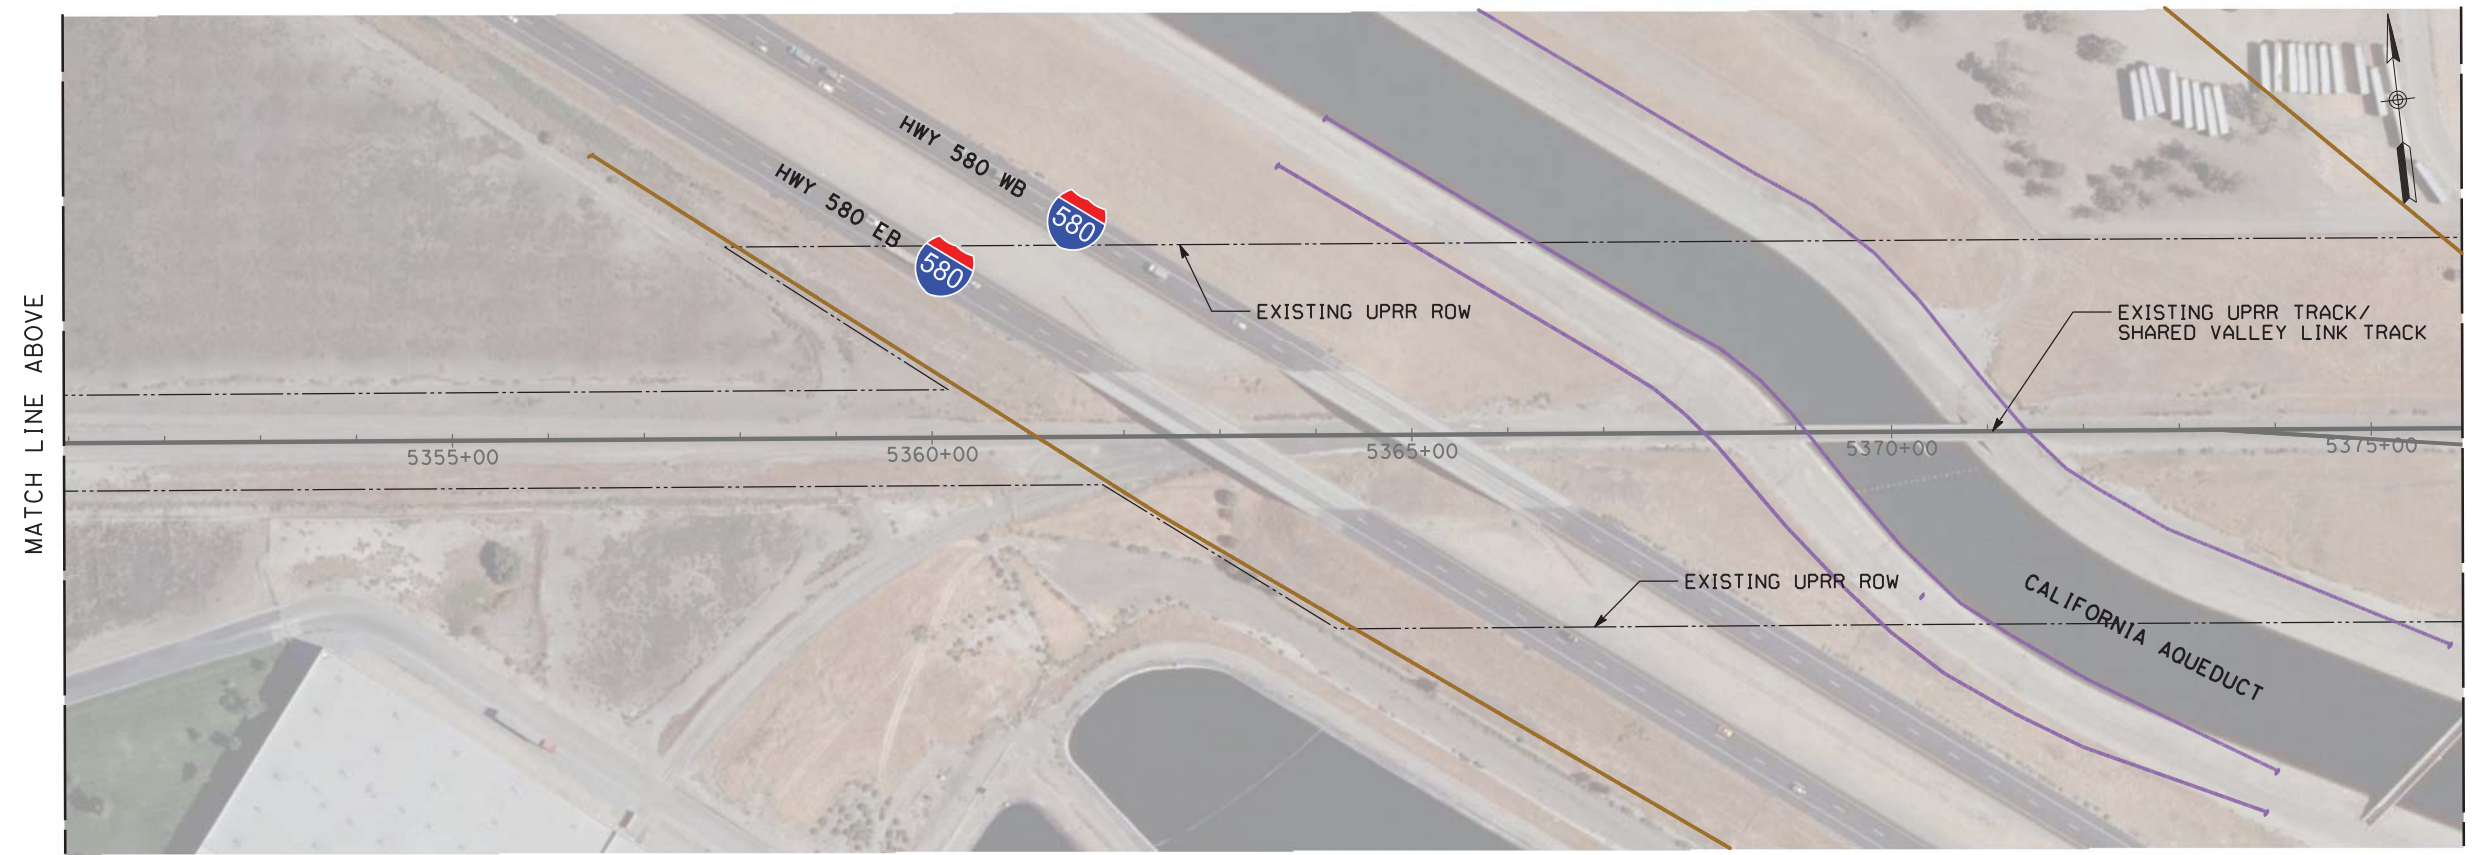 MATCH LINE ABOVE
HWY 580 WB
580
HWY 580 EB
580
EXISTING UPRR ROW
EXISTING UPRR TRACK/
SHARED VALLEY LINK TRACK
5355+00
5360+00
5365+00
5370+00
5375+00
EXISTING UPRR ROW
CALIFORNIA AQUEDUCT